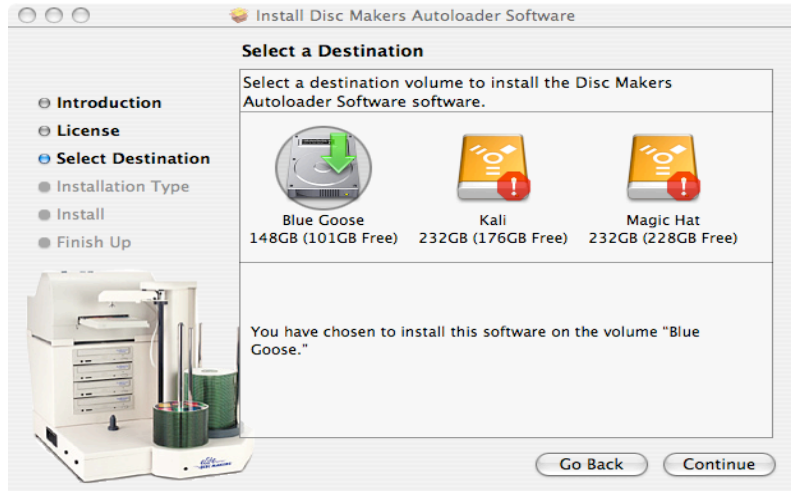 Install Disc Makers Autoloader Software
Select a Destination
Introduction
License
Select Destination
Installation Type
Install
Finish Up
Select a destination volume to install the Disc Makers
Autoloader Software software.
Blue Goose
148GB (101GB Free)
Kali
232GB (176GB Free)
Magic Hat
232GB (228GB Free)
You have chosen to install this software on the volume "Blue
Goose."
DISC MAKERS
Go Back
Continue